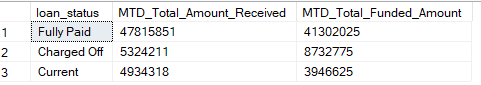 loan_status MTD_Total_Amount_Received MTD_Total_Funded_Amount
1 Fully Paid 47815851 41302025
2 Charged Off 5324211 8732775
3 Current 4934318 3946625